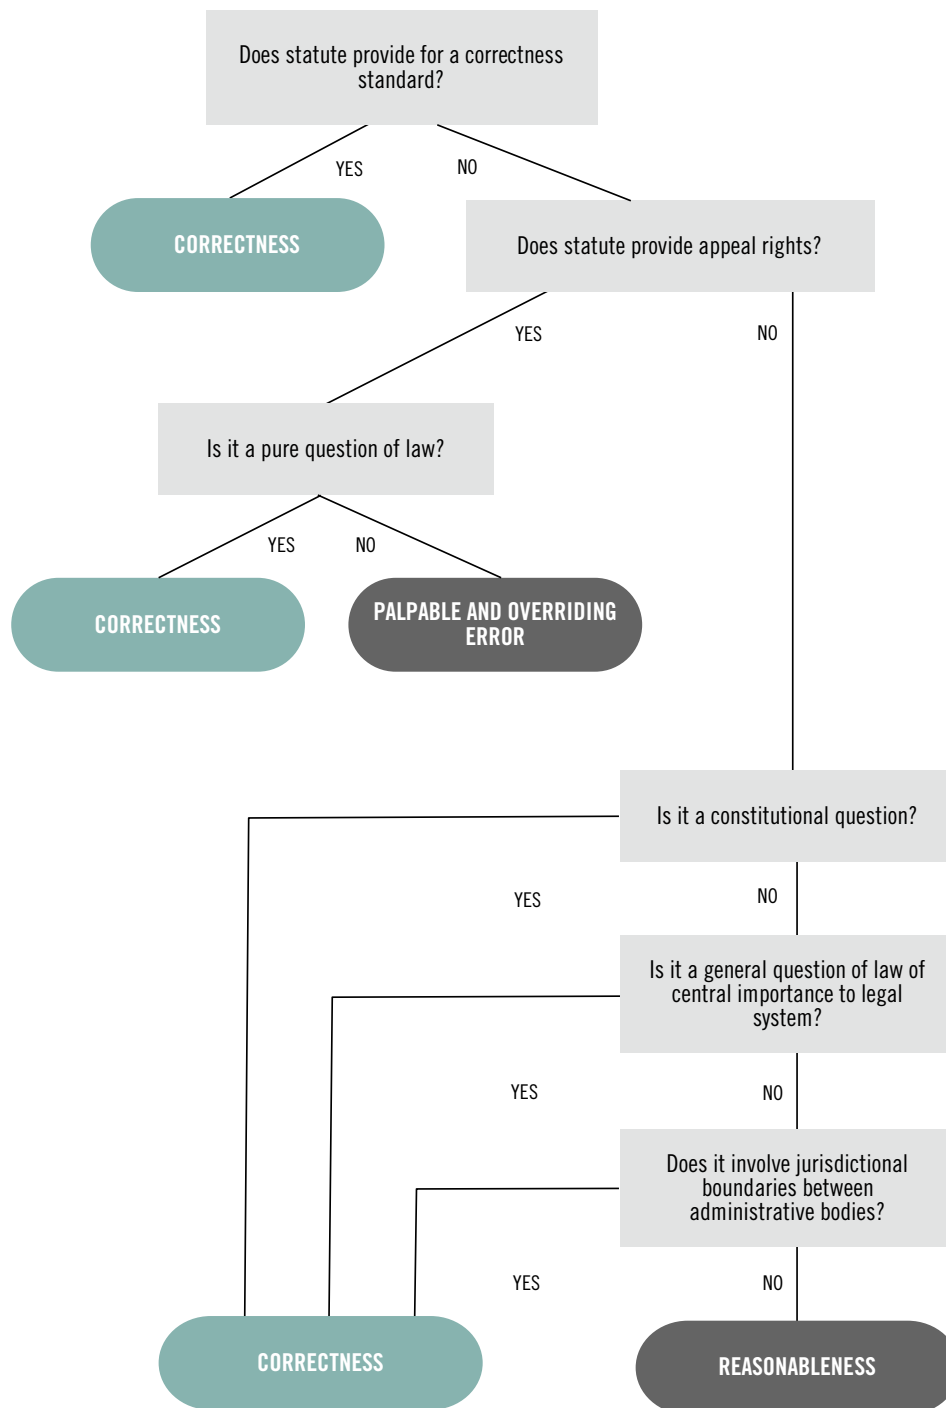 Does statute provide for a correctness
standard?
YES
NO
CORRECTNESS
Does statute provide appeal rights?
YES
NO
Is it a pure question of law?
YES
NO
CORRECTNESS
PALPABLE AND OVERRIDING
ERROR
Is it a constitutional question?
YES
NO
Is it a general question of law of
central importance to legal
system?
YES
NO
Does it involve jurisdictional
boundaries between
administrative bodies?
YES
NO
CORRECTNESS
REASONABLENESS